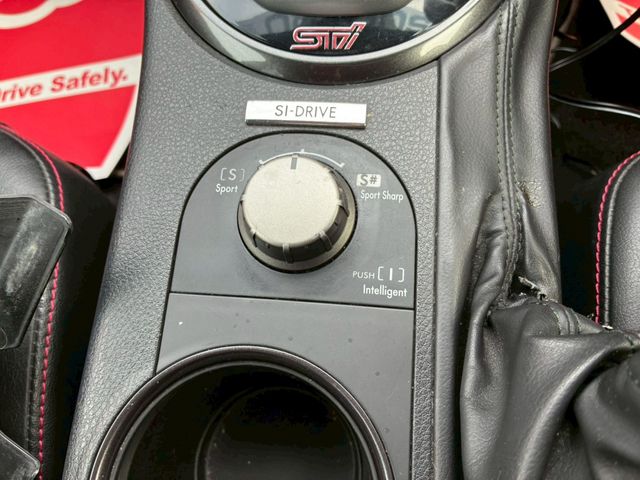 STI
Drive Safely.
SI-DRIVE
[S]
Sport
S#
Sport Sharp
PUSH [I]
Intelligent